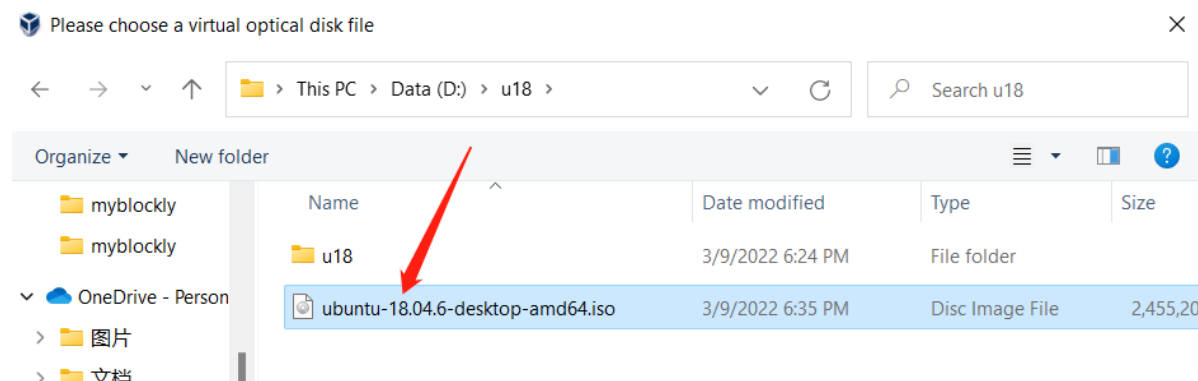 Please choose a virtual optical disk file
This PC > Data (D:) > u18 >
Search u18
Organize
New folder
?
Name
Date modified
Type
Size
myblockly
myblockly
OneDrive - Person
图片
文档
u18
3/9/2022 6:24 PM
File folder
ubuntu-18.04.6-desktop-amd64.iso
3/9/2022 6:35 PM
Disc Image File
2,455,20